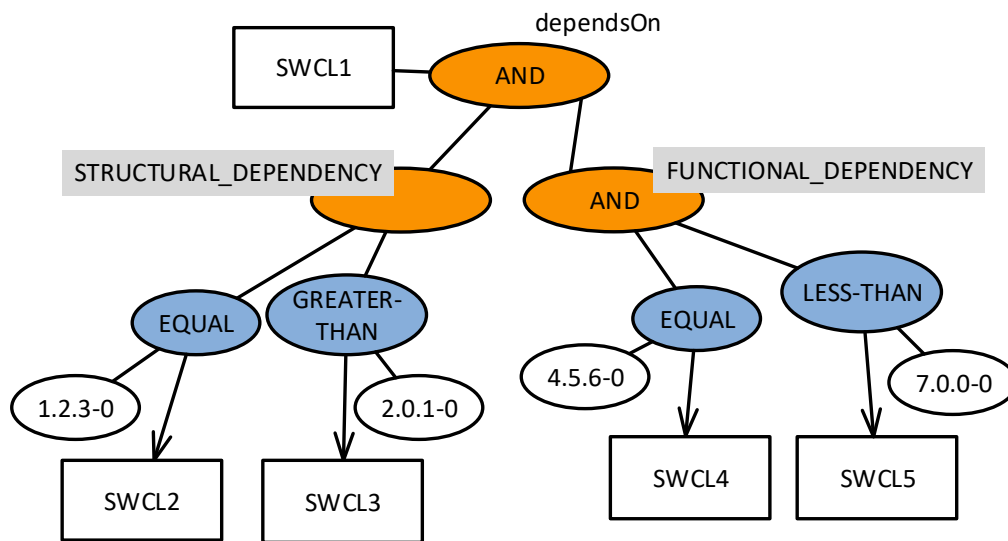 dependsOn
SWCL1
AND
STRUCTURAL_DEPENDENCY
FUNCTIONAL_DEPENDENCY
AND
EQUAL
GREATER-
THAN
EQUAL
LESS-THAN
1.2.3-0
2.0.1-0
4.5.6-0
7.0.0-0
SWCL2
SWCL3
SWCL4
SWCL5